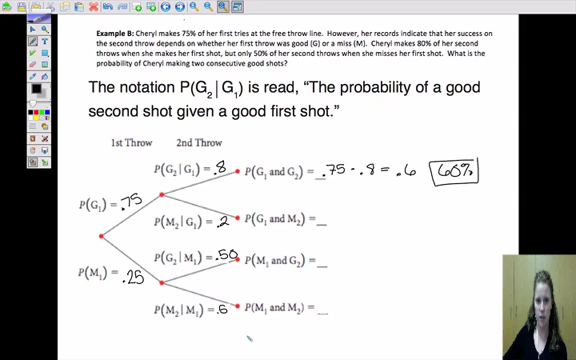 Example B: Cheryl makes 75% of her first tries at the free throw line. However, her records indicate that her success on
the second throw depends on whether her first throw was good (G) or a miss (M). Cheryl makes 80% of her second
throws when she makes her first shot, but only 50% of her second throws when she misses her first shot. What is the
probability of Cheryl making two consecutive good shots?
The notation P(G₂|G₁) is read, “The probability of a good
second shot given a good first shot.”
1st Throw 2nd Throw
P(G₂|G₁) = .8 P(G₁ and G₂) = .75 · .8 = .6 60%
P(G₁) = .75
P(M₂|G₁) = .2 P(G₁ and M₂) = __
P(G₂|M₁) = .50 P(M₁ and G₂) = __
P(M₁) = .25
P(M₂|M₁) = .5 P(M₁ and M₂) = __